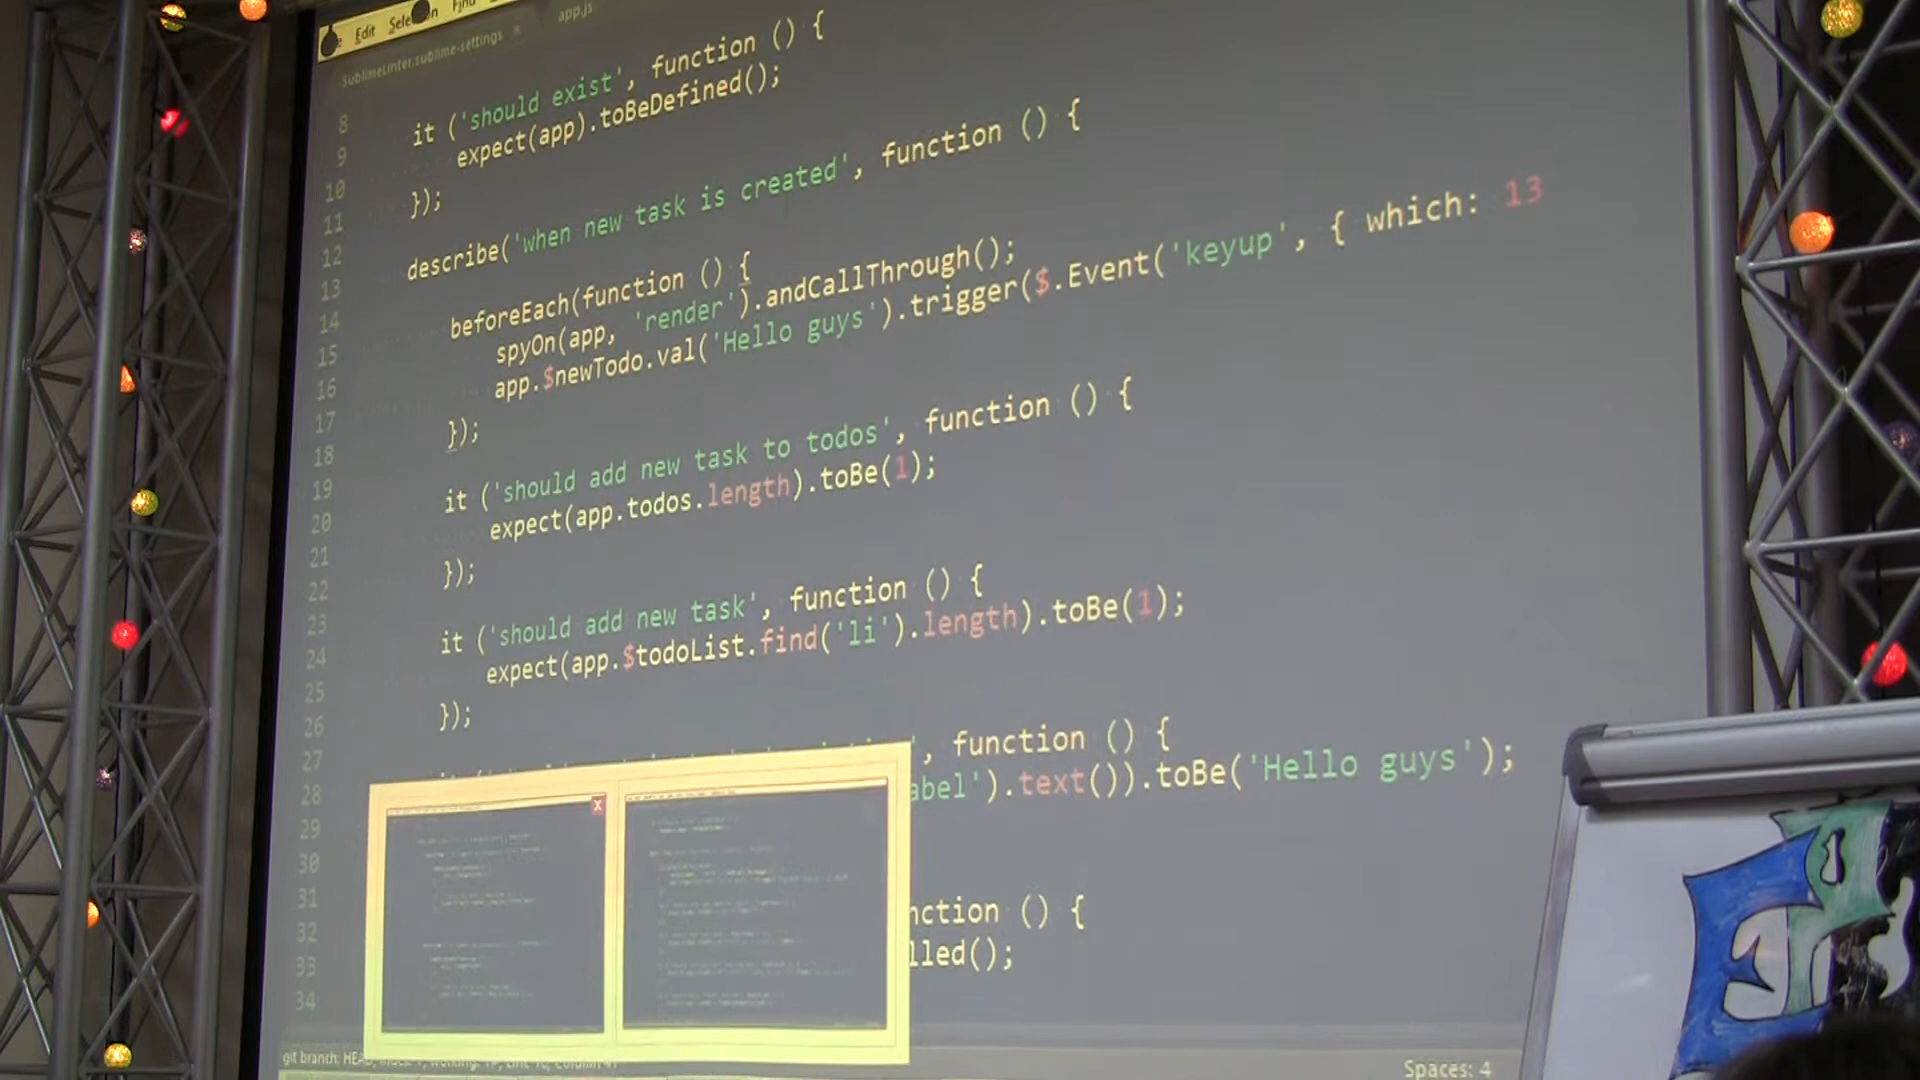 Edit
Find
SublimeLinter.sublime-settings ×
app.js
8 it ('should exist', function () {
9 expect(app).toBeDefined();
10 });
11
12 describe('when new task is created', function () {
13
14 beforeEach(function () {
15 spyOn(app, 'render').andCallThrough();
16 app.$newTodo.val('Hello guys').trigger($.Event('keyup', { which: 13
17 });
18
19 it ('should add new task to todos', function () {
20 expect(app.todos.length).toBe(1);
21 });
22
23 it ('should add new task', function () {
24 expect(app.$todoList.find('li').length).toBe(1);
25 });
26
27 , function () {
28 abel').text()).toBe('Hello guys');
29
30
31
32 nction () {
33 lled();
34
git branch:
Spaces: 4